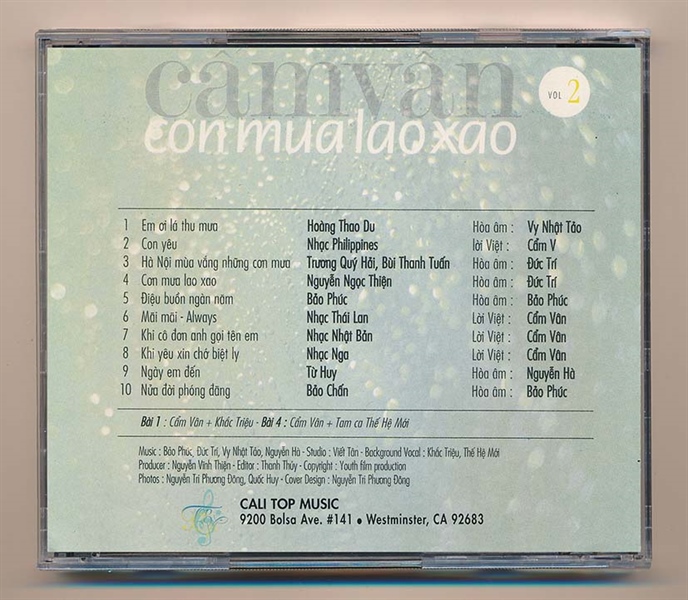 cẩm vân
cơn mưa lao xao
VOL 2
1 Em ơi lá thu mưa Hoàng Thao Du Hòa âm : Vy Nhật Tảo
2 Con yêu Nhạc Philippines lời Việt : Cẩm V
3 Hà Nội mùa vắng những cơn mưa Trương Quý Hải, Bùi Thanh Tuấn Hòa âm : Đức Trí
4 Cơn mưa lao xao Nguyễn Ngọc Thiện Hòa âm : Đức Trí
5 Điệu buồn ngàn năm Bảo Phúc Hòa âm : Bảo Phúc
6 Mãi mãi - Always Nhạc Thái Lan Lời Việt : Cẩm Vân
7 Khi cô đơn anh gọi tên em Nhạc Nhật Bản Lời Việt : Cẩm Vân
8 Khi yêu xin chớ biệt ly Nhạc Nga Lời Việt : Cẩm Vân
9 Ngày em đến Từ Huy Hòa âm : Nguyễn Hà
10 Nửa đời phóng đãng Bảo Chấn Hòa âm : Bảo Phúc
Bài 1 : Cẩm Vân + Khắc Triệu - Bài 4 : Cẩm Vân + Tam ca Thế Hệ Mới
Music : Bảo Phúc, Đức Trí, Vy Nhật Tảo, Nguyễn Hà - Studio : Viết Tân - Background Vocal : Khắc Triệu, Thế Hệ Mới
Producer : Nguyễn Vinh Thiện - Editor : Thanh Thủy - Copyright : Youth film production
Photos : Nguyễn Trí Phương Đông, Quốc Huy - Cover Design : Nguyễn Trí Phương Đông
CALI TOP MUSIC
9200 Bolsa Ave. #141 • Westminster, CA 92683